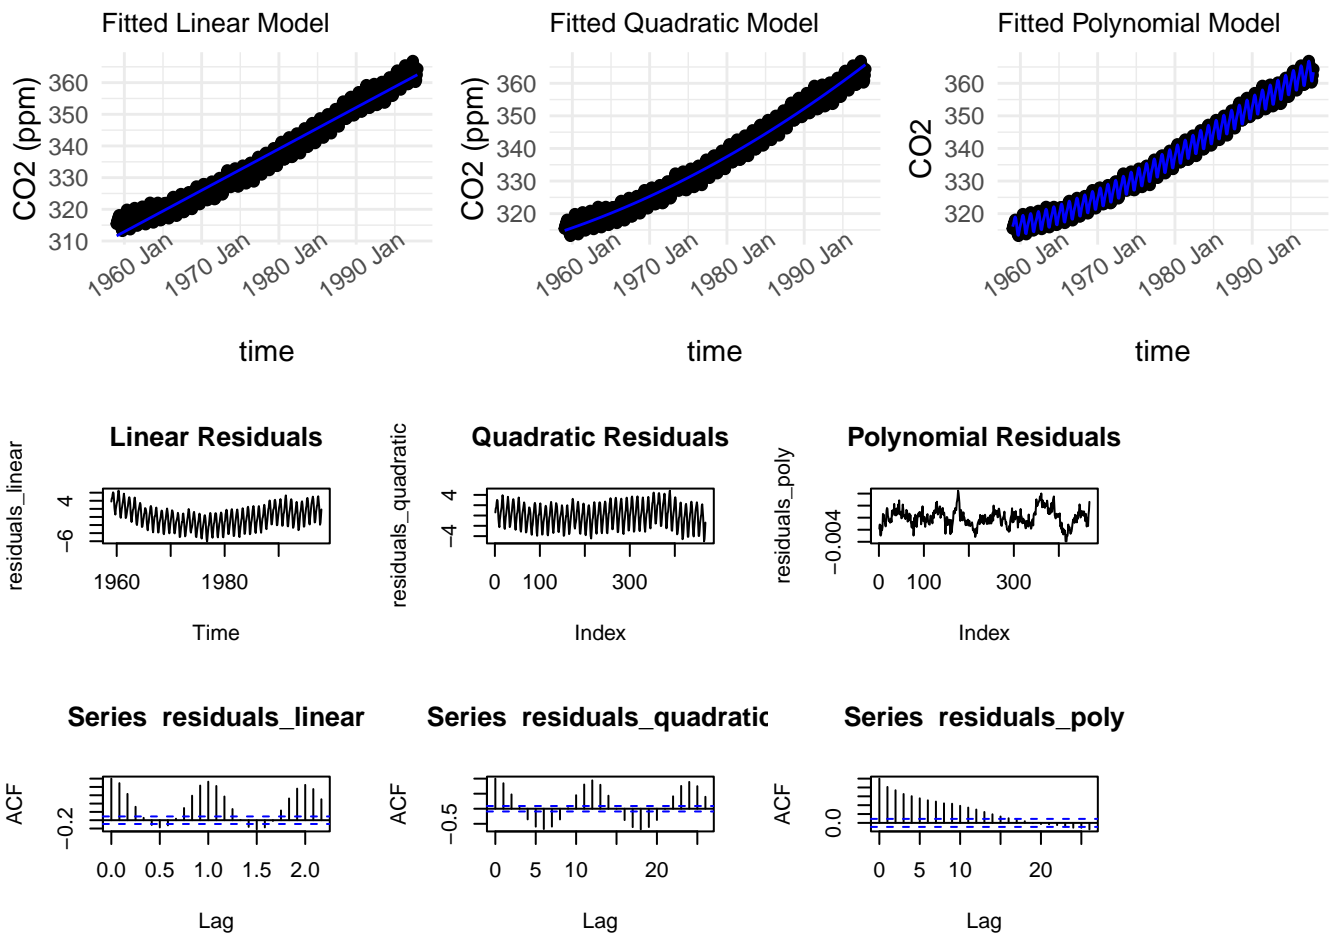 Fitted Linear Model
CO2 (ppm)
360
350
340
330
320
310
1960 Jan
1970 Jan
1980 Jan
1990 Jan
time
Fitted Quadratic Model
CO2 (ppm)
360
350
340
330
320
1960 Jan
1970 Jan
1980 Jan
1990 Jan
time
Fitted Polynomial Model
CO2
360
350
340
330
320
1960 Jan
1970 Jan
1980 Jan
1990 Jan
time
Linear Residuals
residuals_linear
4
−6
1960 1980
Time
Quadratic Residuals
residuals_quadratic
4
−4
0 100 300
Index
Polynomial Residuals
residuals_poly
−0.004
0 100 300
Index
Series residuals_linear
ACF
−0.2
0.0 0.5 1.0 1.5 2.0
Lag
Series residuals_quadratic
ACF
−0.5
0 5 10 20
Lag
Series residuals_poly
ACF
0.0
0 5 10 20
Lag